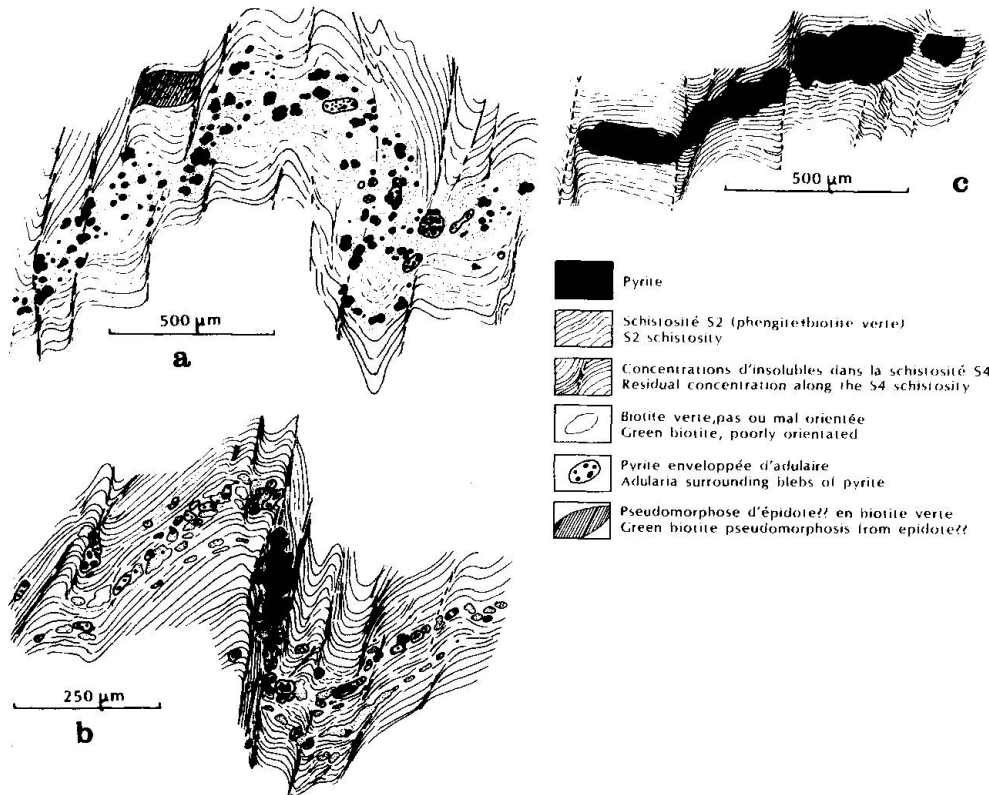 500 µm
a
500 µm
c
250 µm
b
Pyrite
Schistosité S2 (phengite+biotite verte)
S2 schistosity
Concentrations d'insolubles dans la schistosité S4
Residual concentration along the S4 schistosity
Biotite verte, pas ou mal orientée
Green biotite, poorly orientated
Pyrite enveloppée d'adulaire
Adularia surrounding blebs of pyrite
Pseudomorphose d'épidote?? en biotite verte
Green biotite pseudomorphosis from epidote??